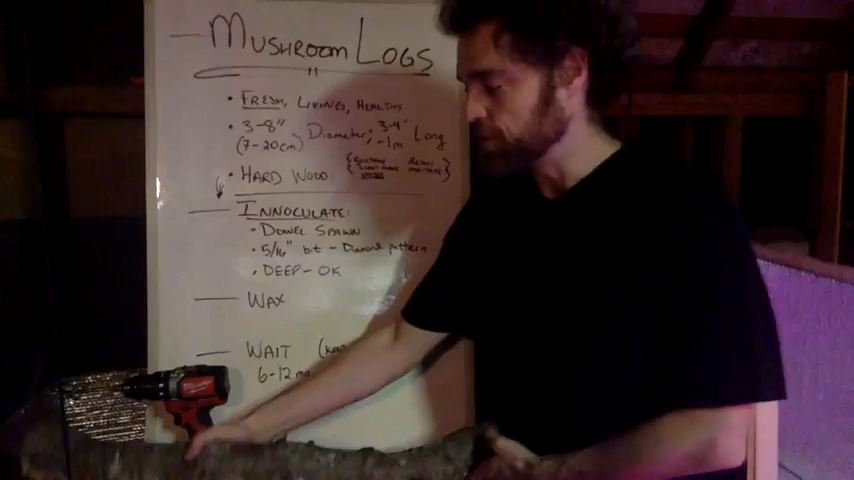 — MUSHROOM LOGS
• FRESH, LIVING, HEALTHY
• 3-8" Diameter; 3-4' Long
(7-20cm) ~1m
• HARD WOOD:
— INNOCULATE:
• DOWEL SPAWN
• 5/16" bit - Diamond pattern
• DEEP - OK
— WAX
— WAIT
6-12 mo